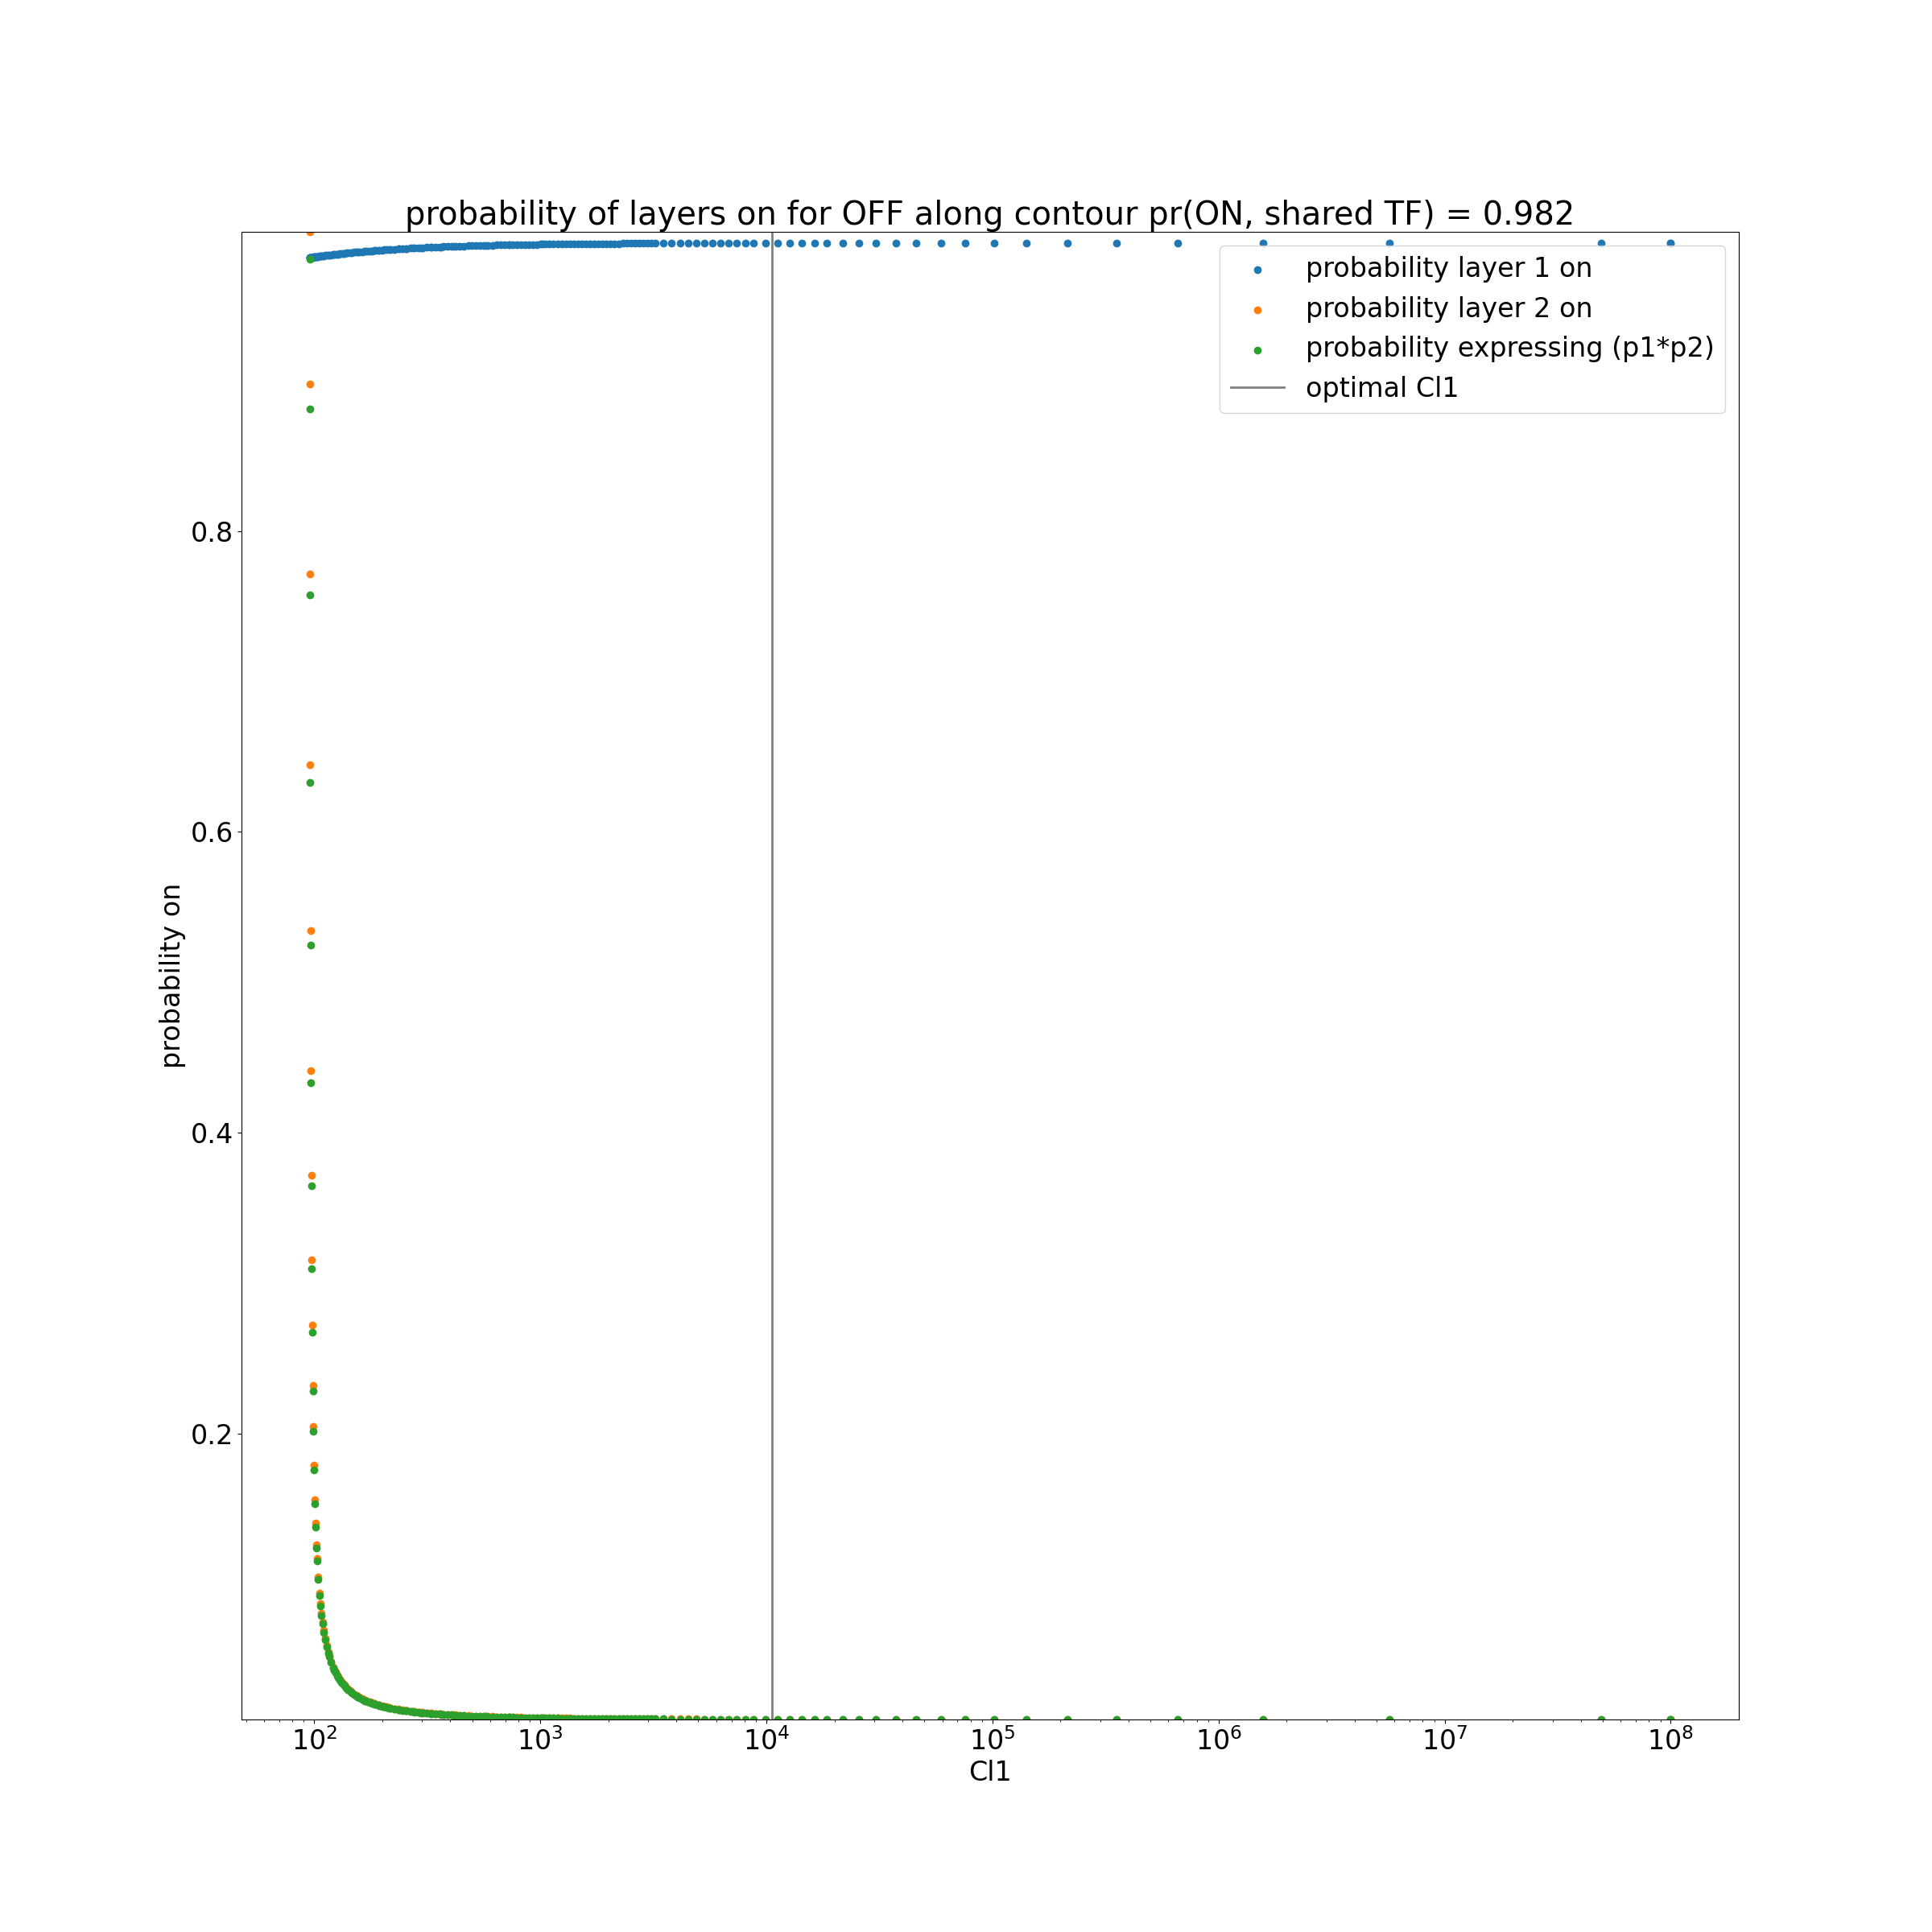 probability of layers on for OFF along contour pr(ON, shared TF) = 0.982
probability layer 1 on
probability layer 2 on
probability expressing (p1*p2)
optimal Cl1
0.8
0.6
0.4
0.2
probability on
10² 10³ 10⁴ 10⁵ 10⁶ 10⁷ 10⁸
Cl1